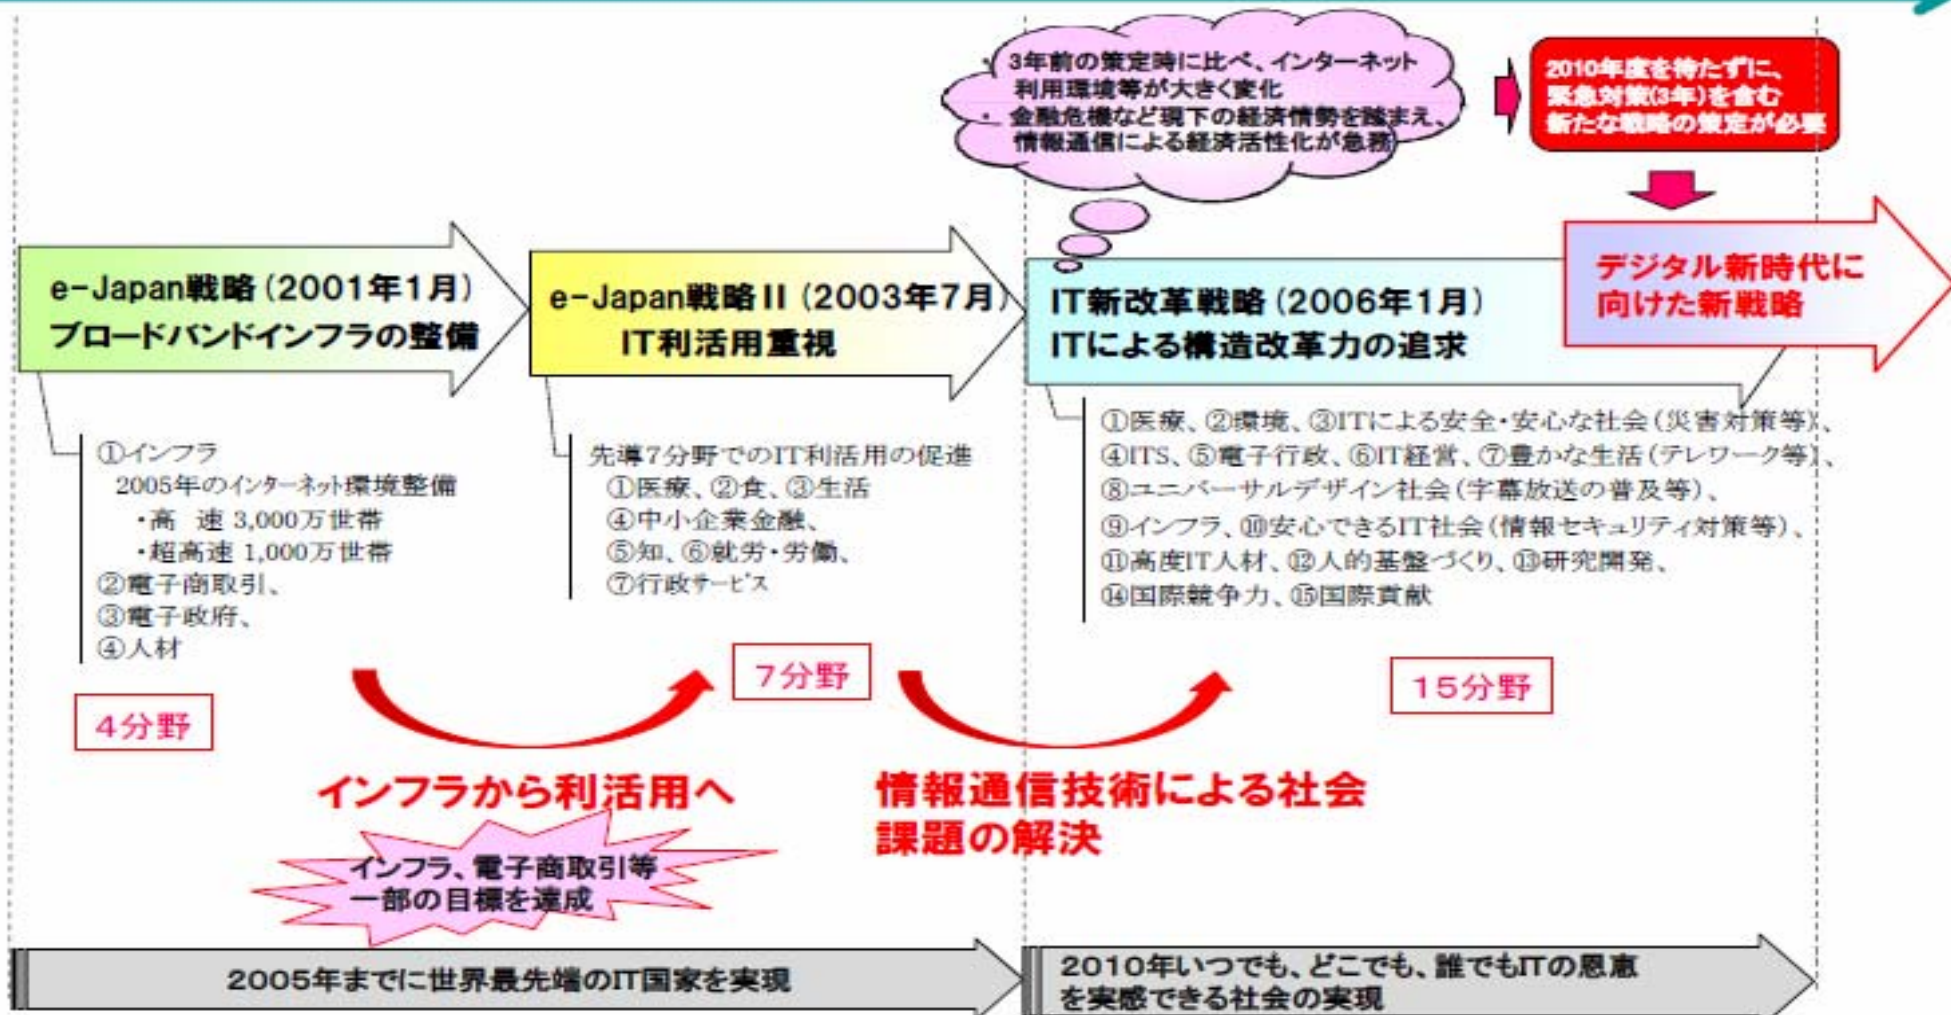 ・ 3年前の策定時に比べ、インターネット
利用環境等が大きく変化
・ 金融危機など現下の経済情勢を踏まえ、
情報通信による経済活性化が急務
2010年度を待たずに、
緊急対策(3年)を含む
新たな戦略の策定が必要
e-Japan戦略(2001年1月)
ブロードバンドインフラの整備
e-Japan戦略Ⅱ(2003年7月)
IT利活用重視
IT新改革戦略(2006年1月)
ITによる構造改革力の追求
デジタル新時代に
向けた新戦略
①インフラ
2005年のインターネット環境整備
・高 速 3,000万世帯
・超高速 1,000万世帯
②電子商取引、
③電子政府、
④人材
先導7分野でのIT利活用の促進
①医療、②食、③生活
④中小企業金融、
⑤知、⑥就労・労働、
⑦行政サービス
①医療、②環境、③ITによる安全・安心な社会(災害対策等)、
④ITS、⑤電子行政、⑥IT経営、⑦豊かな生活(テレワーク等)、
⑧ユニバーサルデザイン社会(字幕放送の普及等)、
⑨インフラ、⑩安心できるIT社会(情報セキュリティ対策等)、
⑪高度IT人材、⑫人的基盤づくり、⑬研究開発、
⑭国際競争力、⑮国際貢献
4分野
7分野
15分野
インフラから利活用へ
情報通信技術による社会
課題の解決
インフラ、電子商取引等
一部の目標を達成
2005年までに世界最先端のIT国家を実現
2010年いつでも、どこでも、誰でもITの恩恵
を実感できる社会の実現